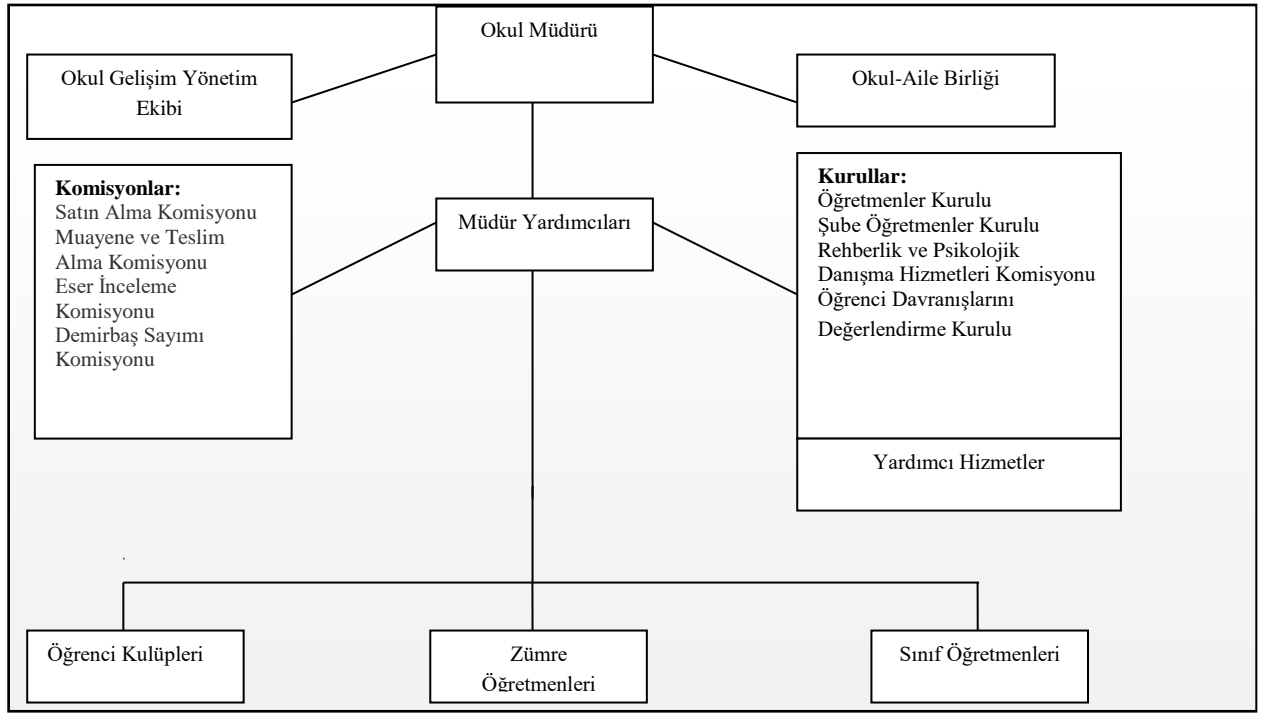 Okul Müdürü
Okul Gelişim Yönetim
Ekibi
Okul-Aile Birliği
Komisyonlar:
Satın Alma Komisyonu
Muayene ve Teslim
Alma Komisyonu
Eser İnceleme
Komisyonu
Demirbaş Sayımı
Komisyonu
Müdür Yardımcıları
Kurullar:
Öğretmenler Kurulu
Şube Öğretmenler Kurulu
Rehberlik ve Psikolojik
Danışma Hizmetleri Komisyonu
Öğrenci Davranışlarını
Değerlendirme Kurulu
Yardımcı Hizmetler
Öğrenci Kulüpleri
Zümre
Öğretmenleri
Sınıf Öğretmenleri